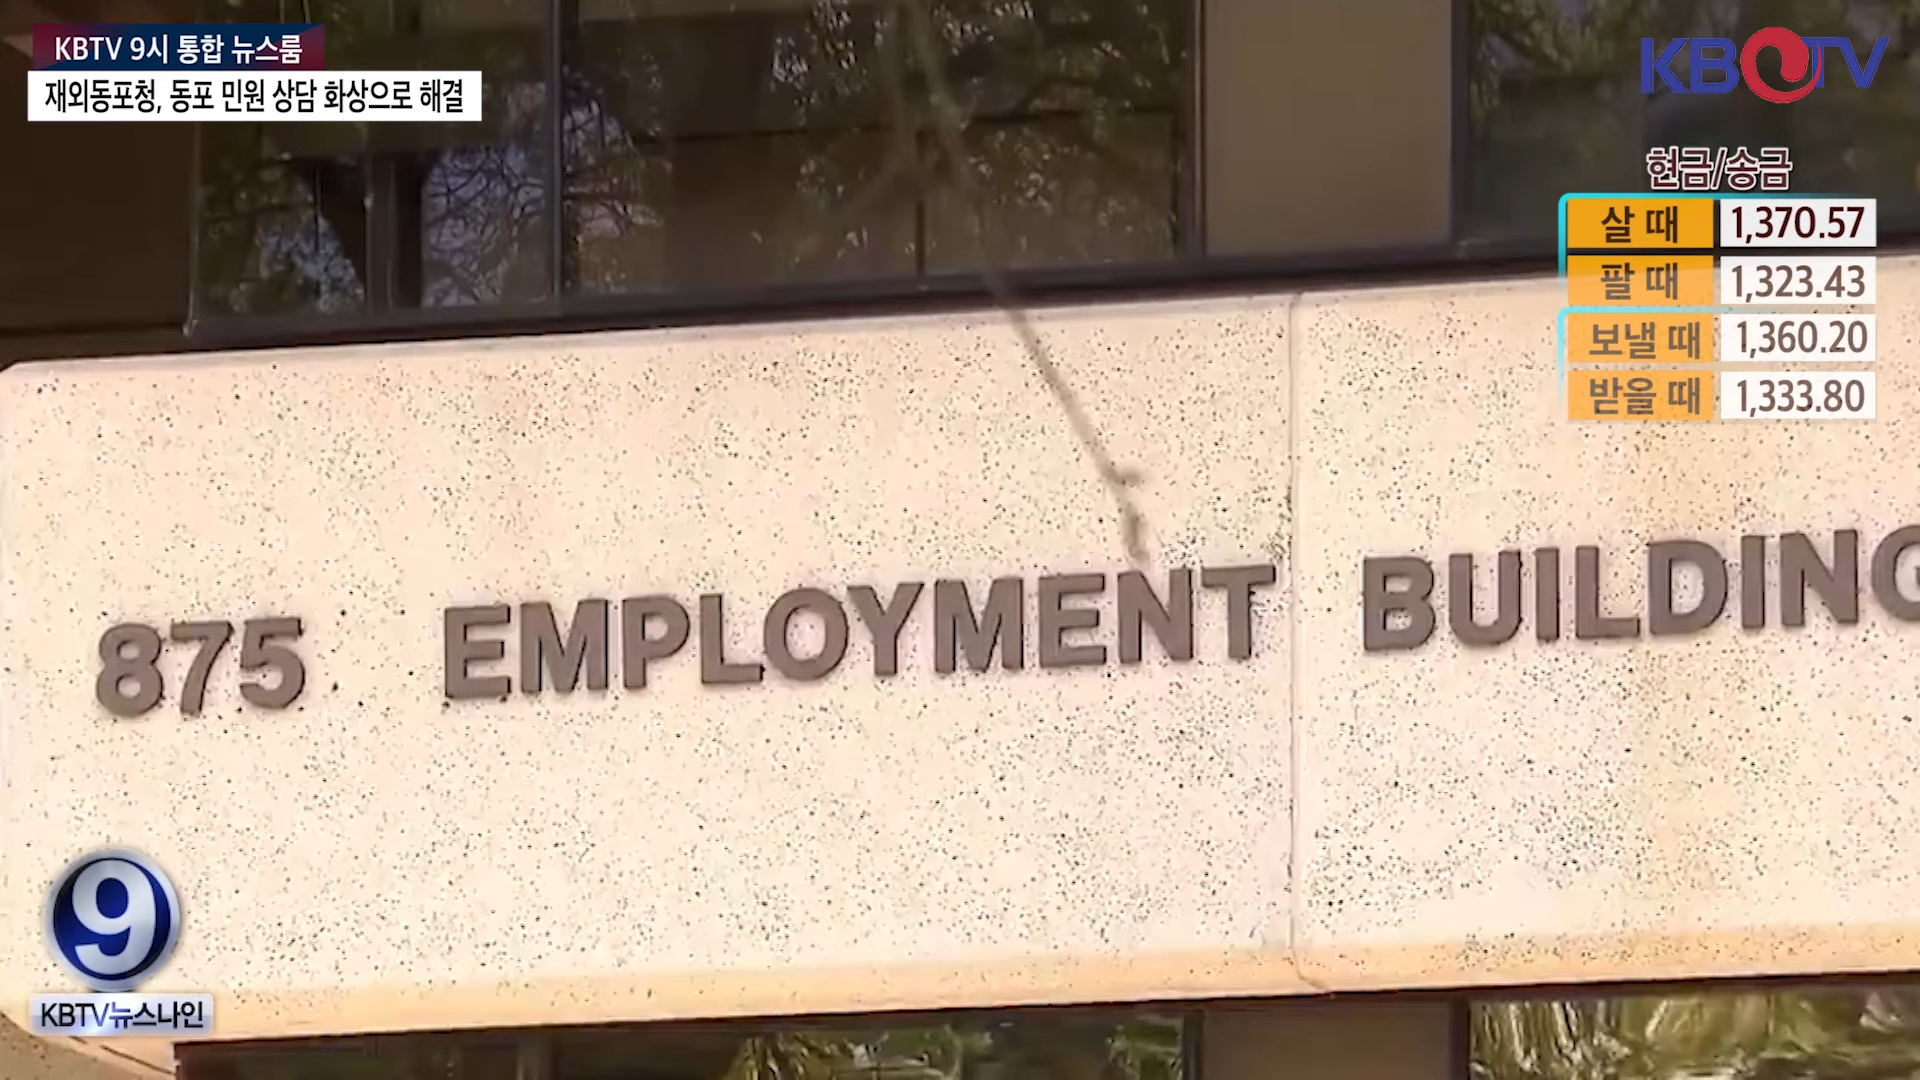 KBTV 9시 통합 뉴스룸
재외동포청, 동포 민원 상담 화상으로 해결
KBTV
현금/송금
살 때 1,370.57
팔 때 1,323.43
보낼 때 1,360.20
받을 때 1,333.80
875 EMPLOYMENT BUILDING
9
KBTV뉴스나인